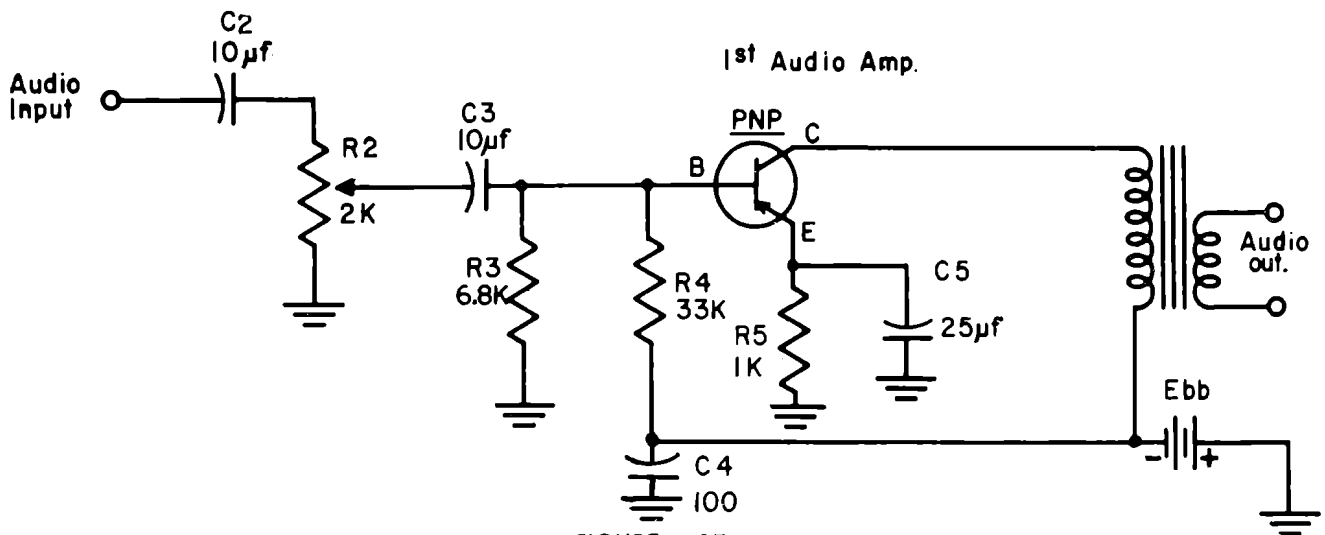 C2
10µf
1st Audio Amp.
Audio
Input
C3
10µf
PNP
C
R2
B
2K
E
Audio
out.
R3
6.8K
R4
33K
C5
25µf
R5
1K
Ebb
- +
C4
100